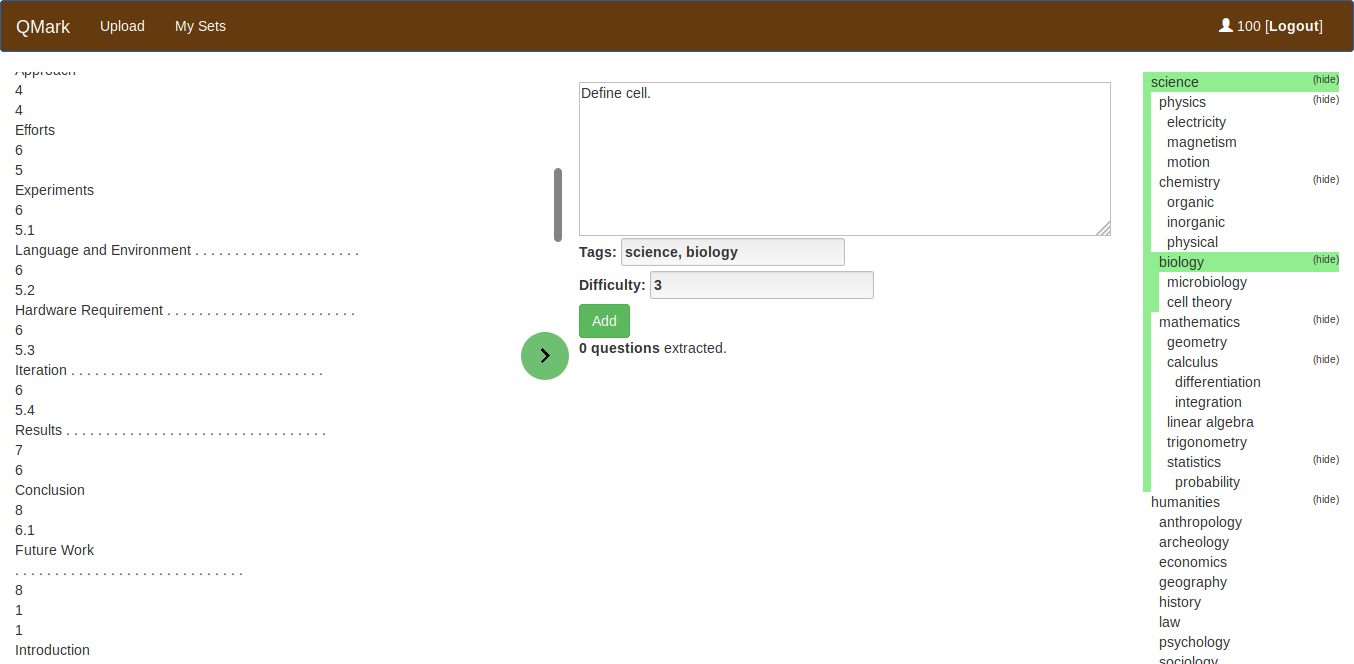 QMark Upload My Sets 100 [Logout]
Approach
4
4
Efforts
6
5
Experiments
6
5.1
Language and Environment . . . . . . . . . . . . . . . . . . . . .
6
5.2
Hardware Requirement . . . . . . . . . . . . . . . . . . . . . . . .
6
5.3
Iteration . . . . . . . . . . . . . . . . . . . . . . . . . . . . . . . .
6
5.4
Results . . . . . . . . . . . . . . . . . . . . . . . . . . . . . . . . .
7
6
Conclusion
8
6.1
Future Work
. . . . . . . . . . . . . . . . . . . . . . . . . . . . .
8
1
1
Introduction
Define cell.
Tags: science, biology
Difficulty: 3
Add
0 questions extracted.
science (hide)
physics (hide)
electricity
magnetism
motion
chemistry (hide)
organic
inorganic
physical
biology (hide)
microbiology
cell theory
mathematics (hide)
geometry
calculus (hide)
differentiation
integration
linear algebra
trigonometry
statistics (hide)
probability
humanities (hide)
anthropology
archeology
economics
geography
history
law
psychology
sociology